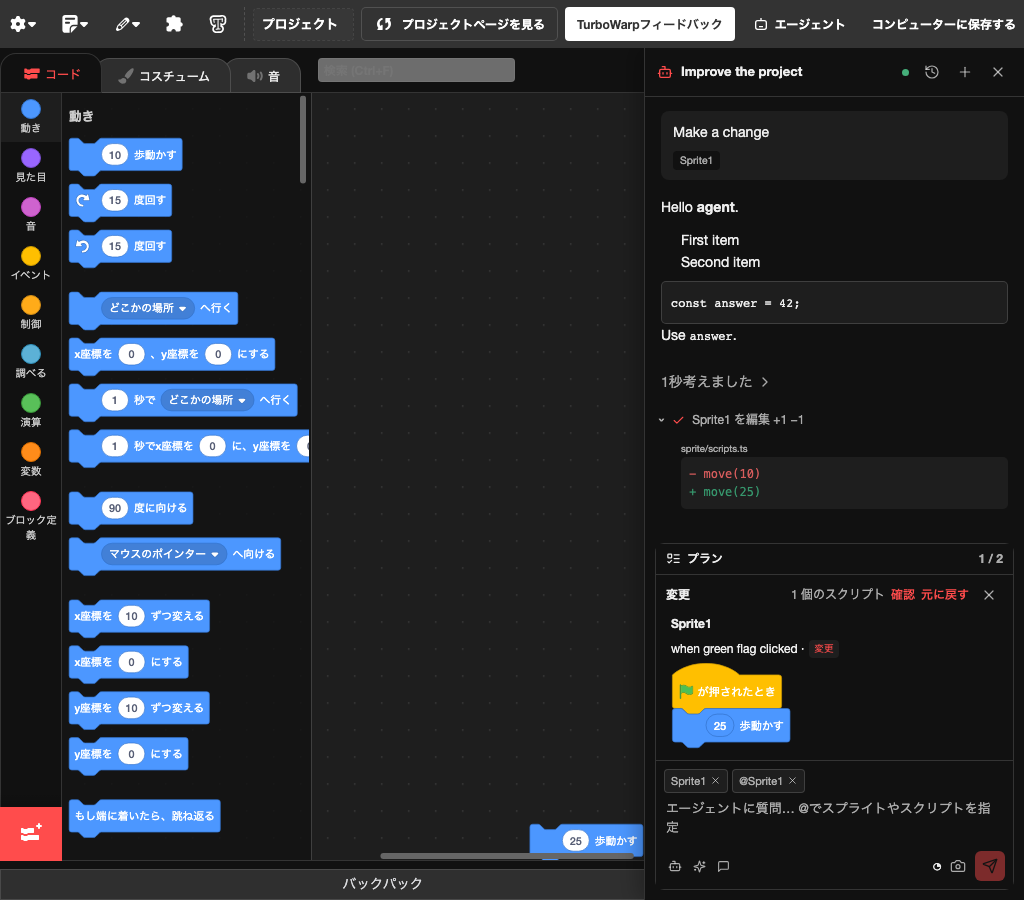 プロジェクト
プロジェクトページを見る
TurboWarpフィードバック
エージェント
コンピューターに保存する
コード
コスチューム
音
検索 (Ctrl+F)
動き
見た目
音
イベント
制御
調べる
演算
変数
ブロック定
義
動き
10 歩動かす
15 度回す
15 度回す
どこかの場所 へ行く
x座標を 0 、y座標を 0 にする
1 秒で どこかの場所 へ行く
1 秒でx座標を 0 に、y座標を
90 度に向ける
マウスのポインター へ向ける
x座標を 10 ずつ変える
x座標を 0 にする
y座標を 10 ずつ変える
y座標を 0 にする
もし端に着いたら、跳ね返る
25 歩動かす
バックパック
Improve the project
Make a change
Sprite1
Hello agent.
First item
Second item
const answer = 42;
Use answer.
1秒考えました
Sprite1 を編集 +1 −1
sprite/scripts.ts
- move(10)
+ move(25)
プラン 1 / 2
変更 1 個のスクリプト 確認 元に戻す
Sprite1
when green flag clicked · 変更
が押されたとき
25 歩動かす
Sprite1 @Sprite1
エージェントに質問... @でスプライトやスクリプトを指
定